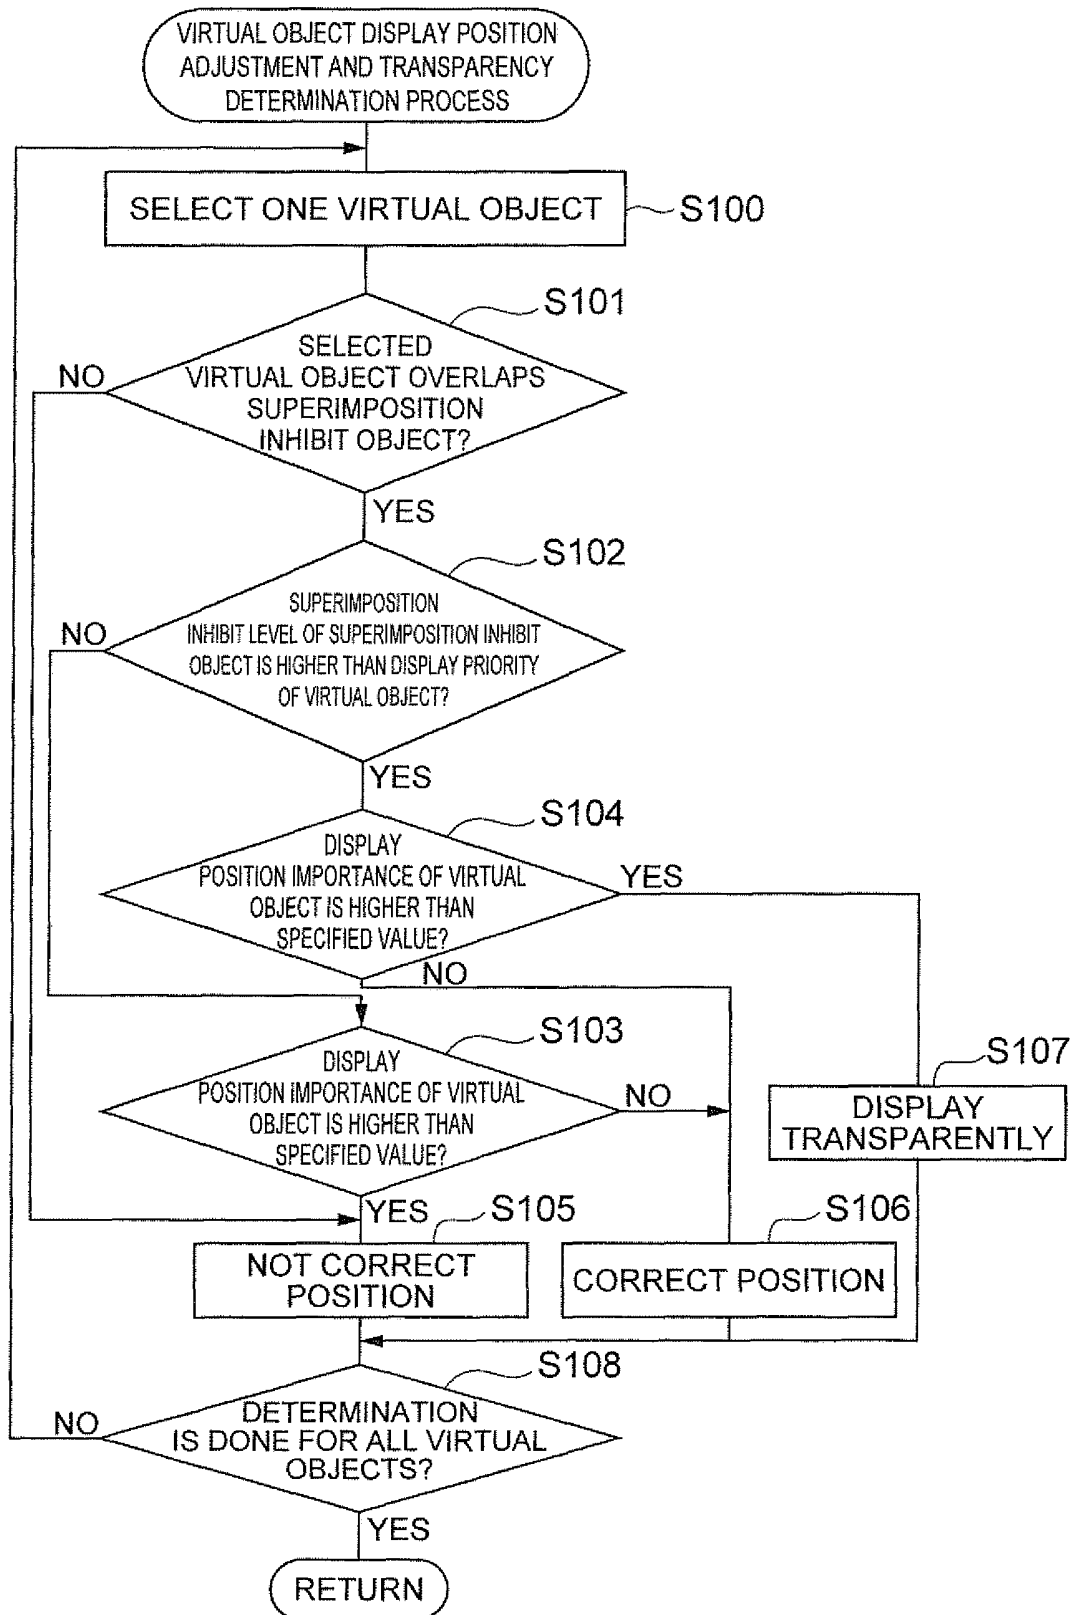 VIRTUAL OBJECT DISPLAY POSITION
ADJUSTMENT AND TRANSPARENCY
DETERMINATION PROCESS
SELECT ONE VIRTUAL OBJECT
S100
S101
SELECTED
VIRTUAL OBJECT OVERLAPS
SUPERIMPOSITION
INHIBIT OBJECT?
NO
YES
S102
SUPERIMPOSITION
INHIBIT LEVEL OF SUPERIMPOSITION INHIBIT
OBJECT IS HIGHER THAN DISPLAY PRIORITY
OF VIRTUAL OBJECT?
NO
YES
S104
DISPLAY
POSITION IMPORTANCE OF VIRTUAL
OBJECT IS HIGHER THAN
SPECIFIED VALUE?
YES
NO
S103
DISPLAY
POSITION IMPORTANCE OF VIRTUAL
OBJECT IS HIGHER THAN
SPECIFIED VALUE?
NO
YES
S107
DISPLAY
TRANSPARENTLY
S105
NOT CORRECT
POSITION
S106
CORRECT POSITION
S108
DETERMINATION
IS DONE FOR ALL VIRTUAL
OBJECTS?
NO
YES
RETURN